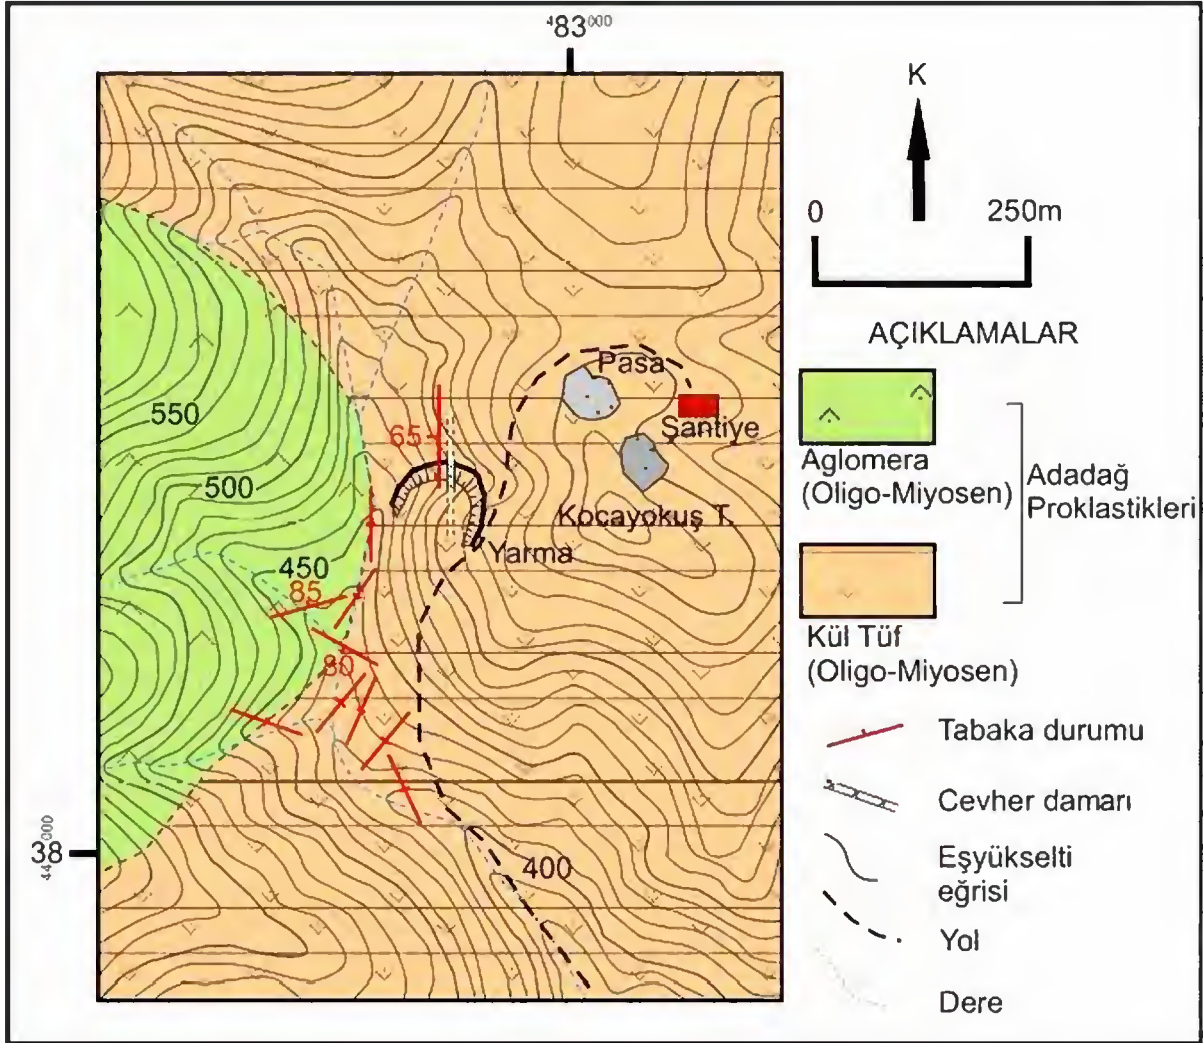 ⁴83⁰⁰⁰
K
0 250m
AÇIKLAMALAR
Aglomera
(Oligo-Miyosen)
Kül Tüf
(Oligo-Miyosen)
Adadağ
Proklastikleri
Tabaka durumu
Cevher damarı
Eşyükselti
eğrisi
Yol
Dere
Pasa
Şantiye
Kocayokuş T.
Yarma
550
500
450
400
65
85
80
⁴⁴38⁰⁰⁰